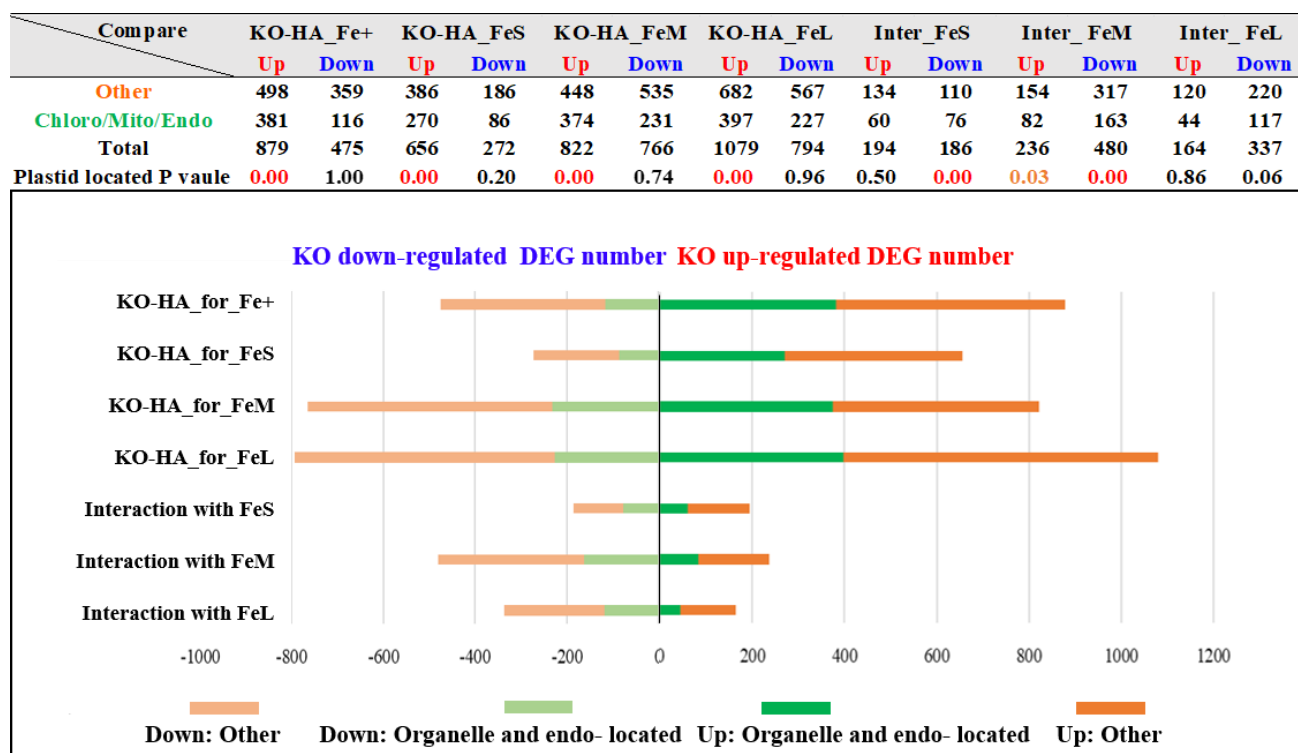 Compare KO-HA_Fe+ KO-HA_FeS KO-HA_FeM KO-HA_FeL Inter_FeS Inter_ FeM Inter_ FeL
Up Down Up Down Up Down Up Down Up Down Up Down Up Down
Other 498 359 386 186 448 535 682 567 134 110 154 317 120 220
Chloro/Mito/Endo 381 116 270 86 374 231 397 227 60 76 82 163 44 117
Total 879 475 656 272 822 766 1079 794 194 186 236 480 164 337
Plastid located P vaule 0.00 1.00 0.00 0.20 0.00 0.74 0.00 0.96 0.50 0.00 0.03 0.00 0.86 0.06
KO down-regulated DEG number KO up-regulated DEG number
KO-HA_for_Fe+
KO-HA_for_FeS
KO-HA_for_FeM
KO-HA_for_FeL
Interaction with FeS
Interaction with FeM
Interaction with FeL
-1000 -800 -600 -400 -200 0 200 400 600 800 1000 1200
Down: Other Down: Organelle and endo- located Up: Organelle and endo- located Up: Other